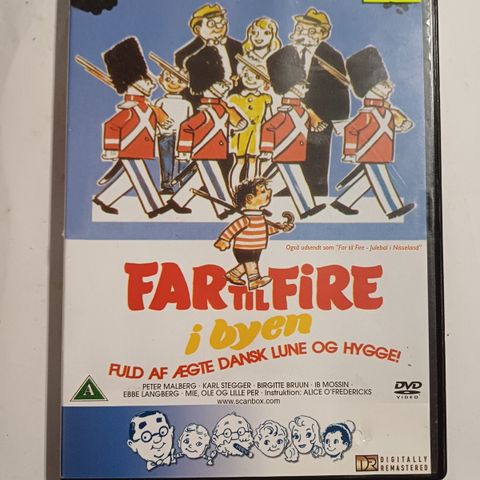 Også udsendt som "Far til Fire - Julebal i Nisseland"
FAR TIL FIRE
i byen
FULD AF ÆGTE DANSK LUNE OG HYGGE!
A
PETER MALBERG · KARL STEGGER · BIRGITTE BRUUN · IB MOSSIN ·
EBBE LANGBERG · MIE, OLE OG LILLE PER · Instruktion: ALICE O'FREDERICKS
www.scanbox.com
DVD
VIDEO
DR DIGITALLY
REMASTERED